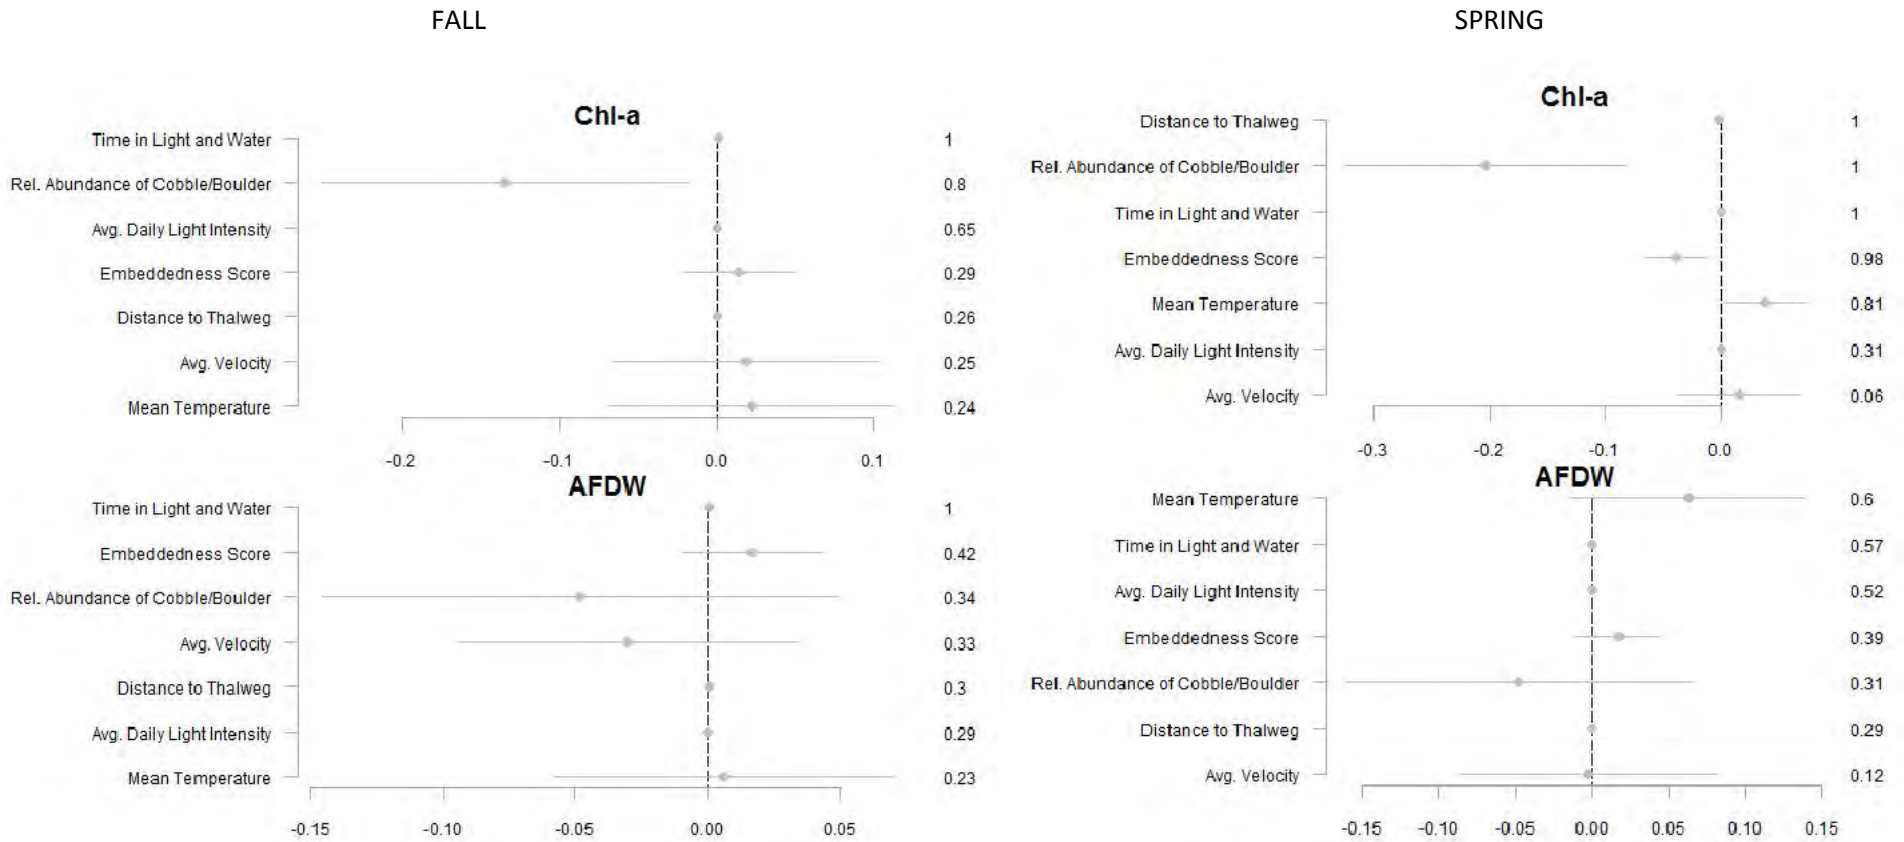 FALL
Chl-a
Time in Light and Water 1
Rel. Abundance of Cobble/Boulder 0.8
Avg. Daily Light Intensity 0.65
Embeddedness Score 0.29
Distance to Thalweg 0.26
Avg. Velocity 0.25
Mean Temperature 0.24
-0.2 -0.1 0.0 0.1
AFDW
Time in Light and Water 1
Embeddedness Score 0.42
Rel. Abundance of Cobble/Boulder 0.34
Avg. Velocity 0.33
Distance to Thalweg 0.3
Avg. Daily Light Intensity 0.29
Mean Temperature 0.23
-0.15 -0.10 -0.05 0.00 0.05
SPRING
Chl-a
Distance to Thalweg 1
Rel. Abundance of Cobble/Boulder 1
Time in Light and Water 1
Embeddedness Score 0.98
Mean Temperature 0.81
Avg. Daily Light Intensity 0.31
Avg. Velocity 0.06
-0.3 -0.2 -0.1 0.0
AFDW
Mean Temperature 0.6
Time in Light and Water 0.57
Avg. Daily Light Intensity 0.52
Embeddedness Score 0.39
Rel. Abundance of Cobble/Boulder 0.31
Distance to Thalweg 0.29
Avg. Velocity 0.12
-0.15 -0.10 -0.05 0.00 0.05 0.10 0.15